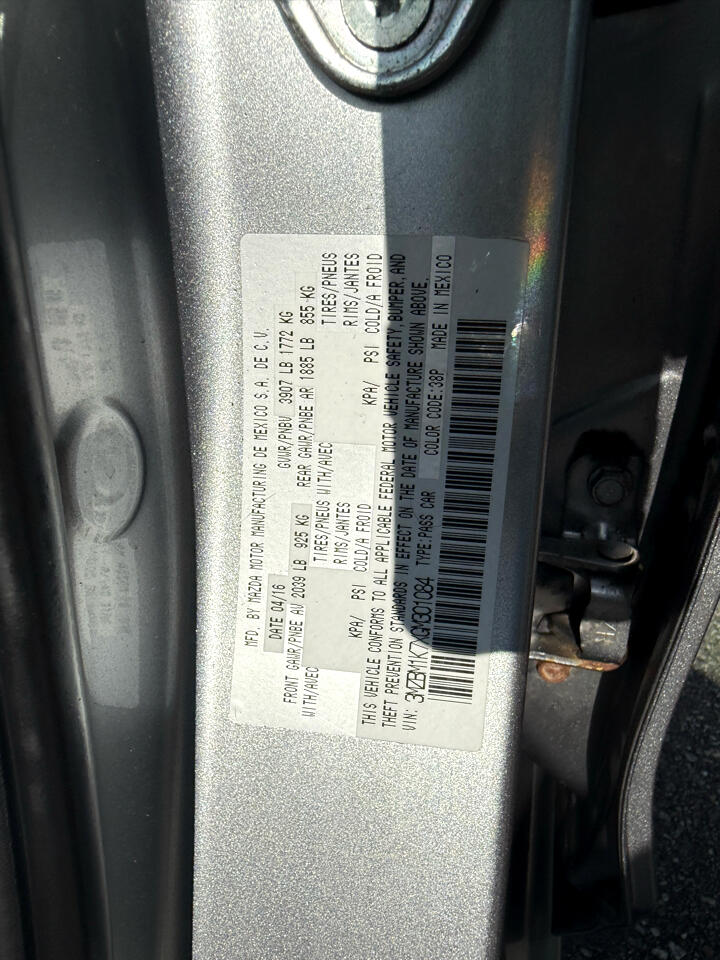 MFD. BY MAZDA MOTOR MANUFACTURING DE MEXICO S.A. DE C.V.
DATE 04/16 GVWR/PNBV 3907 LB 1772 KG
FRONT GAWR/PNBE AV 2039 LB 925 KG REAR GAWR/PNBE AR 1885 LB 855 KG
WITH/AVEC TIRES/PNEUS WITH/AVEC TIRES/PNEUS
RIMS/JANTES RIMS/JANTES
KPA/ PSI COLD/A FROID KPA/ PSI COLD/A FROID
THIS VEHICLE CONFORMS TO ALL APPLICABLE FEDERAL MOTOR VEHICLE SAFETY, BUMPER, AND
THEFT PREVENTION STANDARDS IN EFFECT ON THE DATE OF MANUFACTURE SHOWN ABOVE.
VIN: 3MZBM1K7XGM301084 TYPE:PASS CAR COLOR CODE:38P MADE IN MEXICO